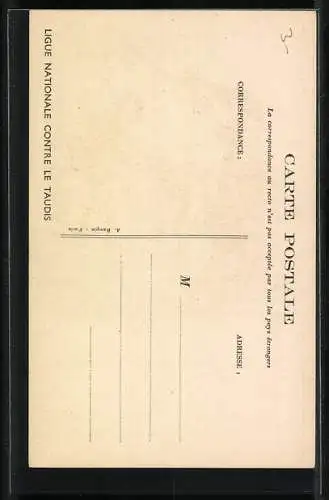 3-
CARTE POSTALE
La correspondance au recto n'est pas acceptée par tous les pays étrangers
CORRESPONDANCE :
ADRESSE :
M
A. Rangin - Paris
LIGUE NATIONALE CONTRE LE TAUDIS